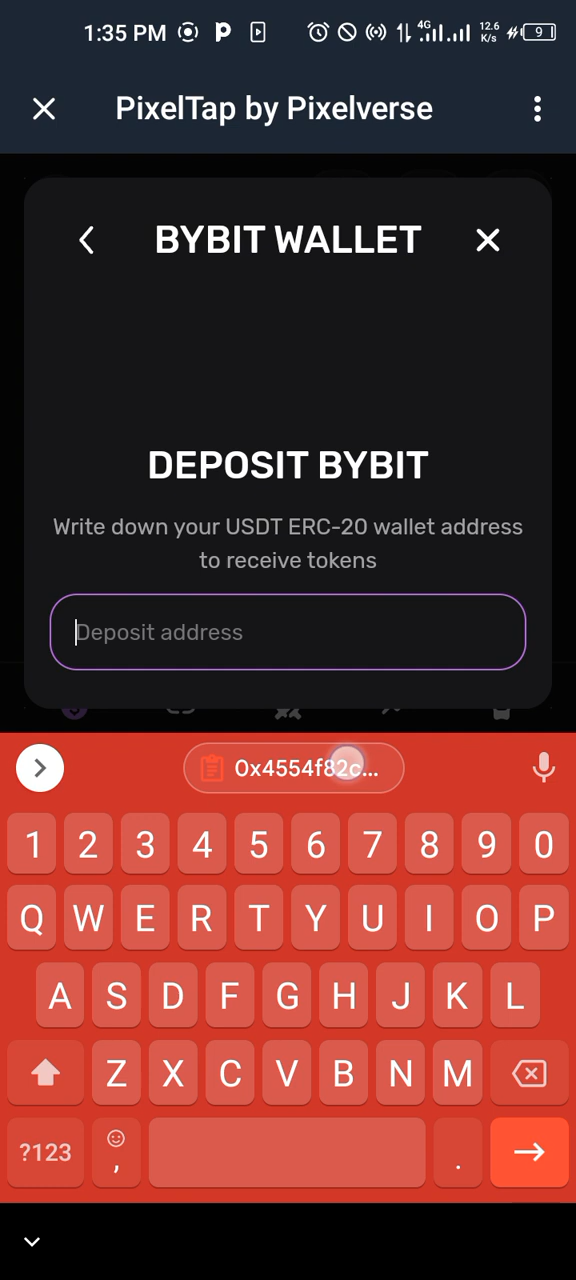 1:35 PM
4G
12.6
K/s
9
PixelTap by Pixelverse
BYBIT WALLET
DEPOSIT BYBIT
Write down your USDT ERC-20 wallet address
to receive tokens
Deposit address
0x4554f82c...
1 2 3 4 5 6 7 8 9 0
Q W E R T Y U I O P
A S D F G H J K L
Z X C V B N M
?123 , .